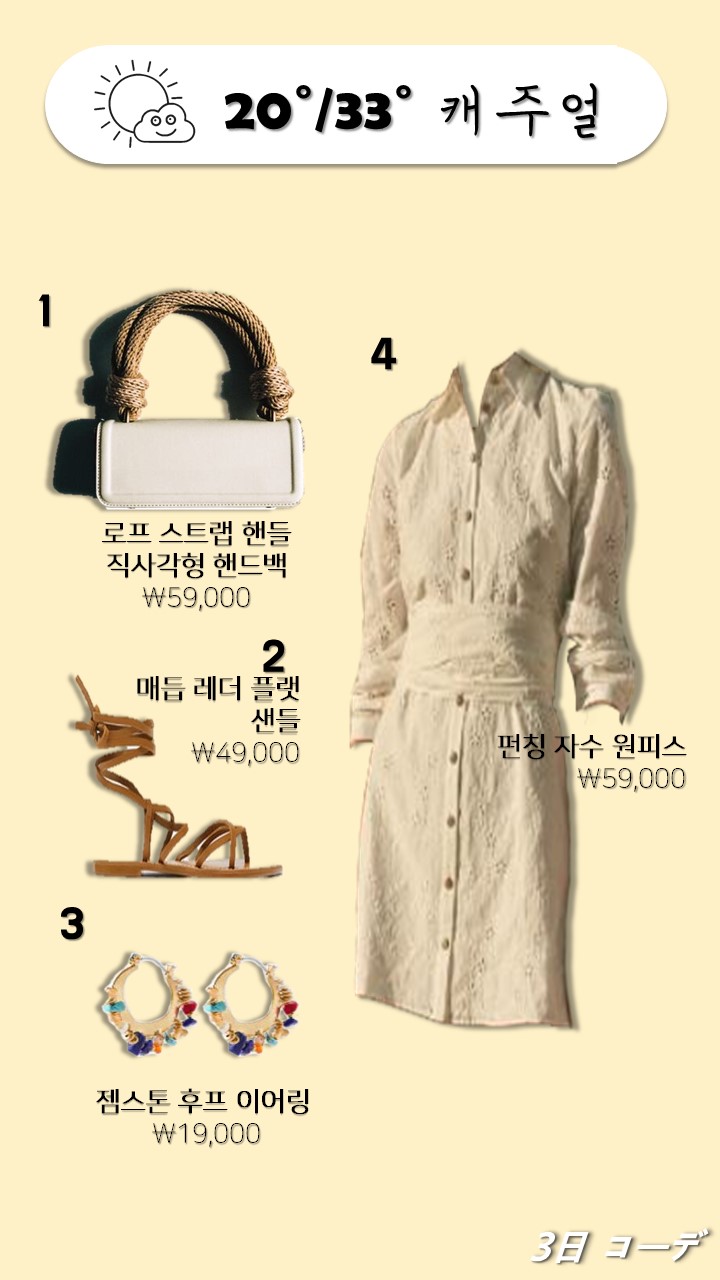 20°/33° 캐주얼
1
로프 스트랩 핸들
직사각형 핸드백
₩59,000
2
매듭 레더 플랫
샌들
₩49,000
3
젬스톤 후프 이어링
₩19,000
4
펀칭 자수 원피스
₩59,000
3日 コーデ